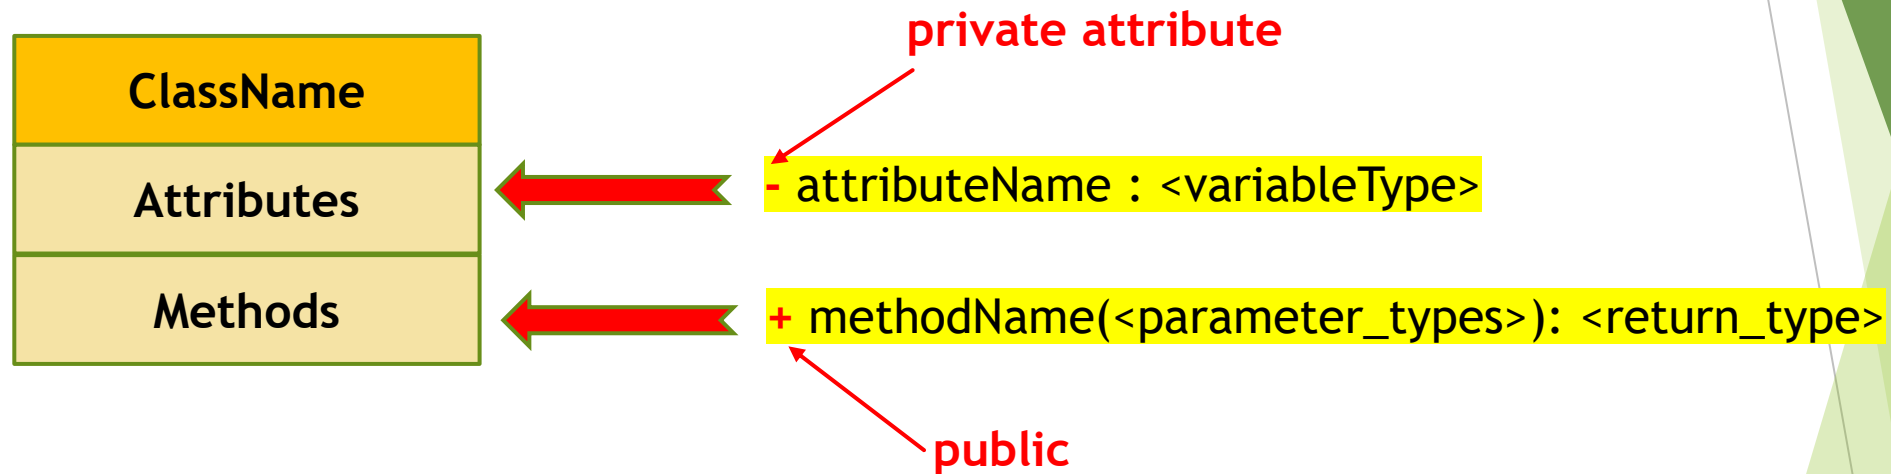 private attribute
ClassName
Attributes
- attributeName : <variableType>
Methods
+ methodName(<parameter_types>): <return_type>
public